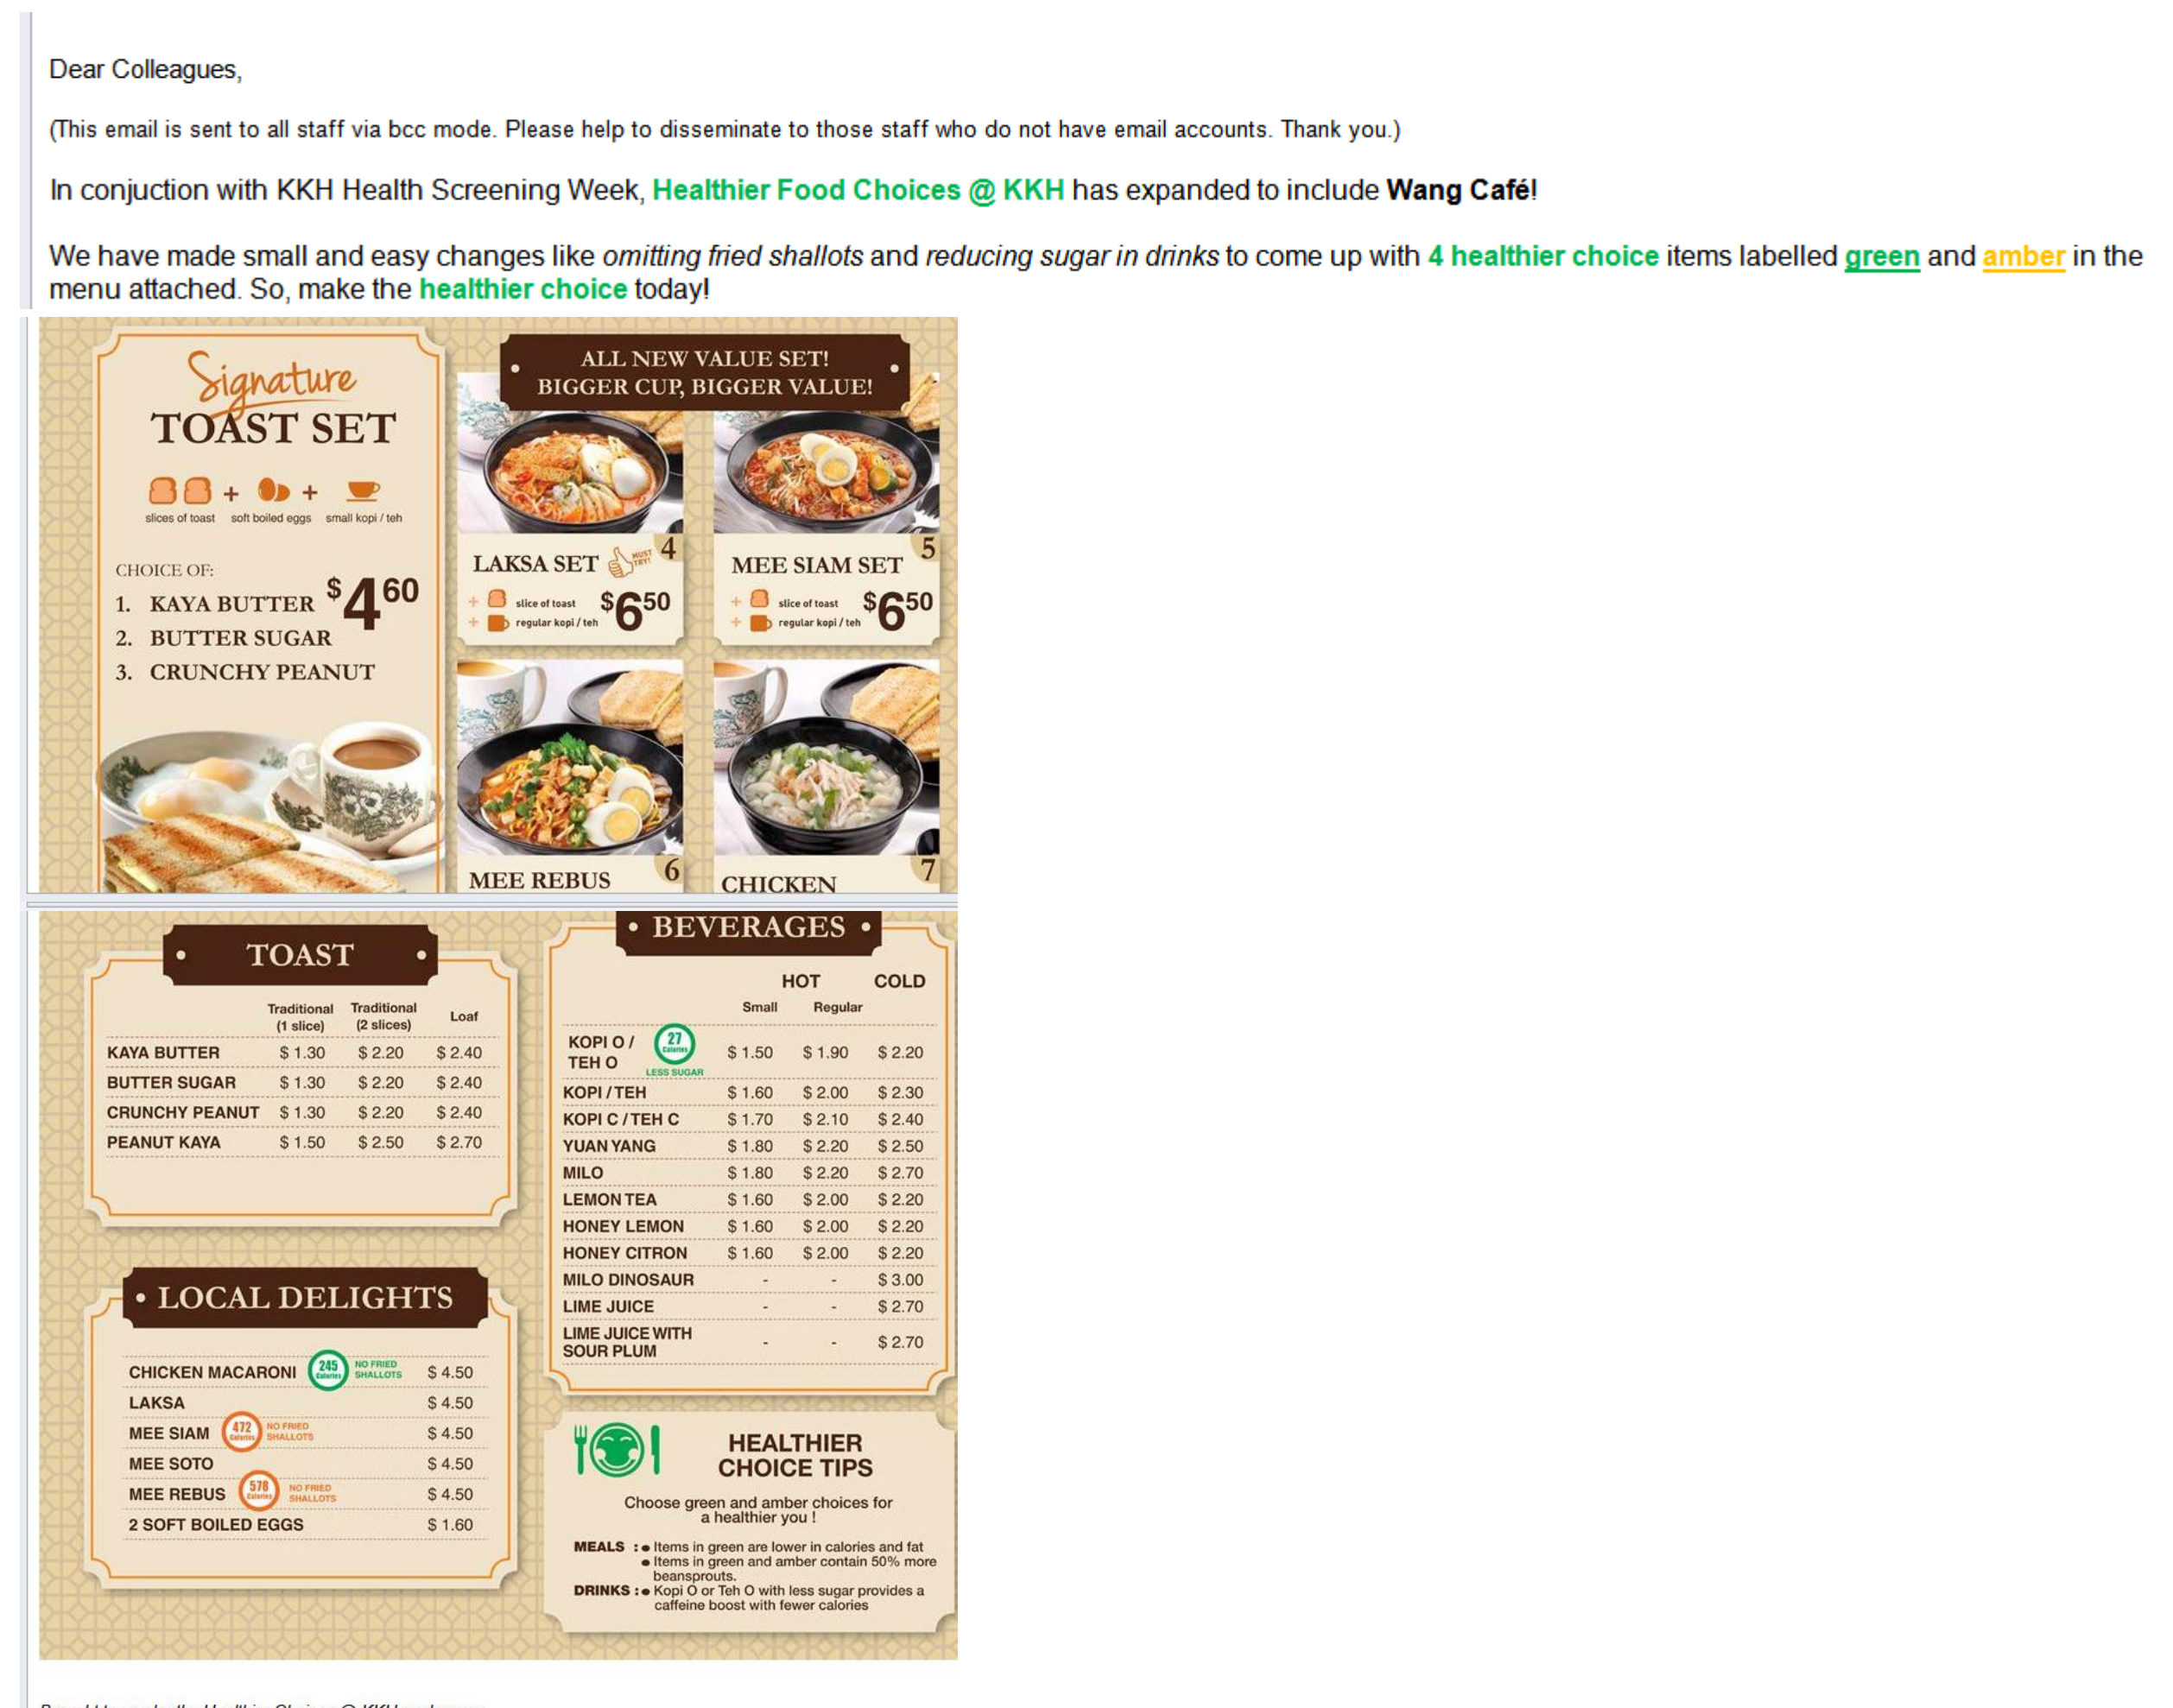 Dear Colleagues,
(This email is sent to all staff via bcc mode. Please help to disseminate to those staff who do not have email accounts. Thank you.)
In conjuction with KKH Health Screening Week, Healthier Food Choices @ KKH has expanded to include Wang Café!
We have made small and easy changes like omitting fried shallots and reducing sugar in drinks to come up with 4 healthier choice items labelled green and amber in the
menu attached. So, make the healthier choice today!
Signature
TOAST SET
slices of toast + soft boiled eggs + small kopi / teh
CHOICE OF:
1. KAYA BUTTER $4.60
2. BUTTER SUGAR
3. CRUNCHY PEANUT
ALL NEW VALUE SET!
BIGGER CUP, BIGGER VALUE!
LAKSA SET MUST TRY! 4
+ slice of toast $6.50
+ regular kopi / teh
MEE SIAM SET 5
+ slice of toast $6.50
+ regular kopi / teh
MEE REBUS 6
CHICKEN 7
TOAST
Traditional (1 slice) Traditional (2 slices) Loaf
KAYA BUTTER $ 1.30 $ 2.20 $ 2.40
BUTTER SUGAR $ 1.30 $ 2.20 $ 2.40
CRUNCHY PEANUT $ 1.30 $ 2.20 $ 2.40
PEANUT KAYA $ 1.50 $ 2.50 $ 2.70
• LOCAL DELIGHTS
CHICKEN MACARONI 245 Calories NO FRIED SHALLOTS $ 4.50
LAKSA $ 4.50
MEE SIAM 472 Calories NO FRIED SHALLOTS $ 4.50
MEE SOTO $ 4.50
MEE REBUS 578 Calories NO FRIED SHALLOTS $ 4.50
2 SOFT BOILED EGGS $ 1.60
• BEVERAGES •
HOT COLD
Small Regular
KOPI O / TEH O 27 Calories LESS SUGAR $ 1.50 $ 1.90 $ 2.20
KOPI / TEH $ 1.60 $ 2.00 $ 2.30
KOPI C / TEH C $ 1.70 $ 2.10 $ 2.40
YUAN YANG $ 1.80 $ 2.20 $ 2.50
MILO $ 1.80 $ 2.20 $ 2.70
LEMON TEA $ 1.60 $ 2.00 $ 2.20
HONEY LEMON $ 1.60 $ 2.00 $ 2.20
HONEY CITRON $ 1.60 $ 2.00 $ 2.20
MILO DINOSAUR - - $ 3.00
LIME JUICE - - $ 2.70
LIME JUICE WITH SOUR PLUM - - $ 2.70
HEALTHIER
CHOICE TIPS
Choose green and amber choices for
a healthier you !
MEALS : • Items in green are lower in calories and fat
• Items in green and amber contain 50% more
beansprouts.
DRINKS : • Kopi O or Teh O with less sugar provides a
caffeine boost with fewer calories